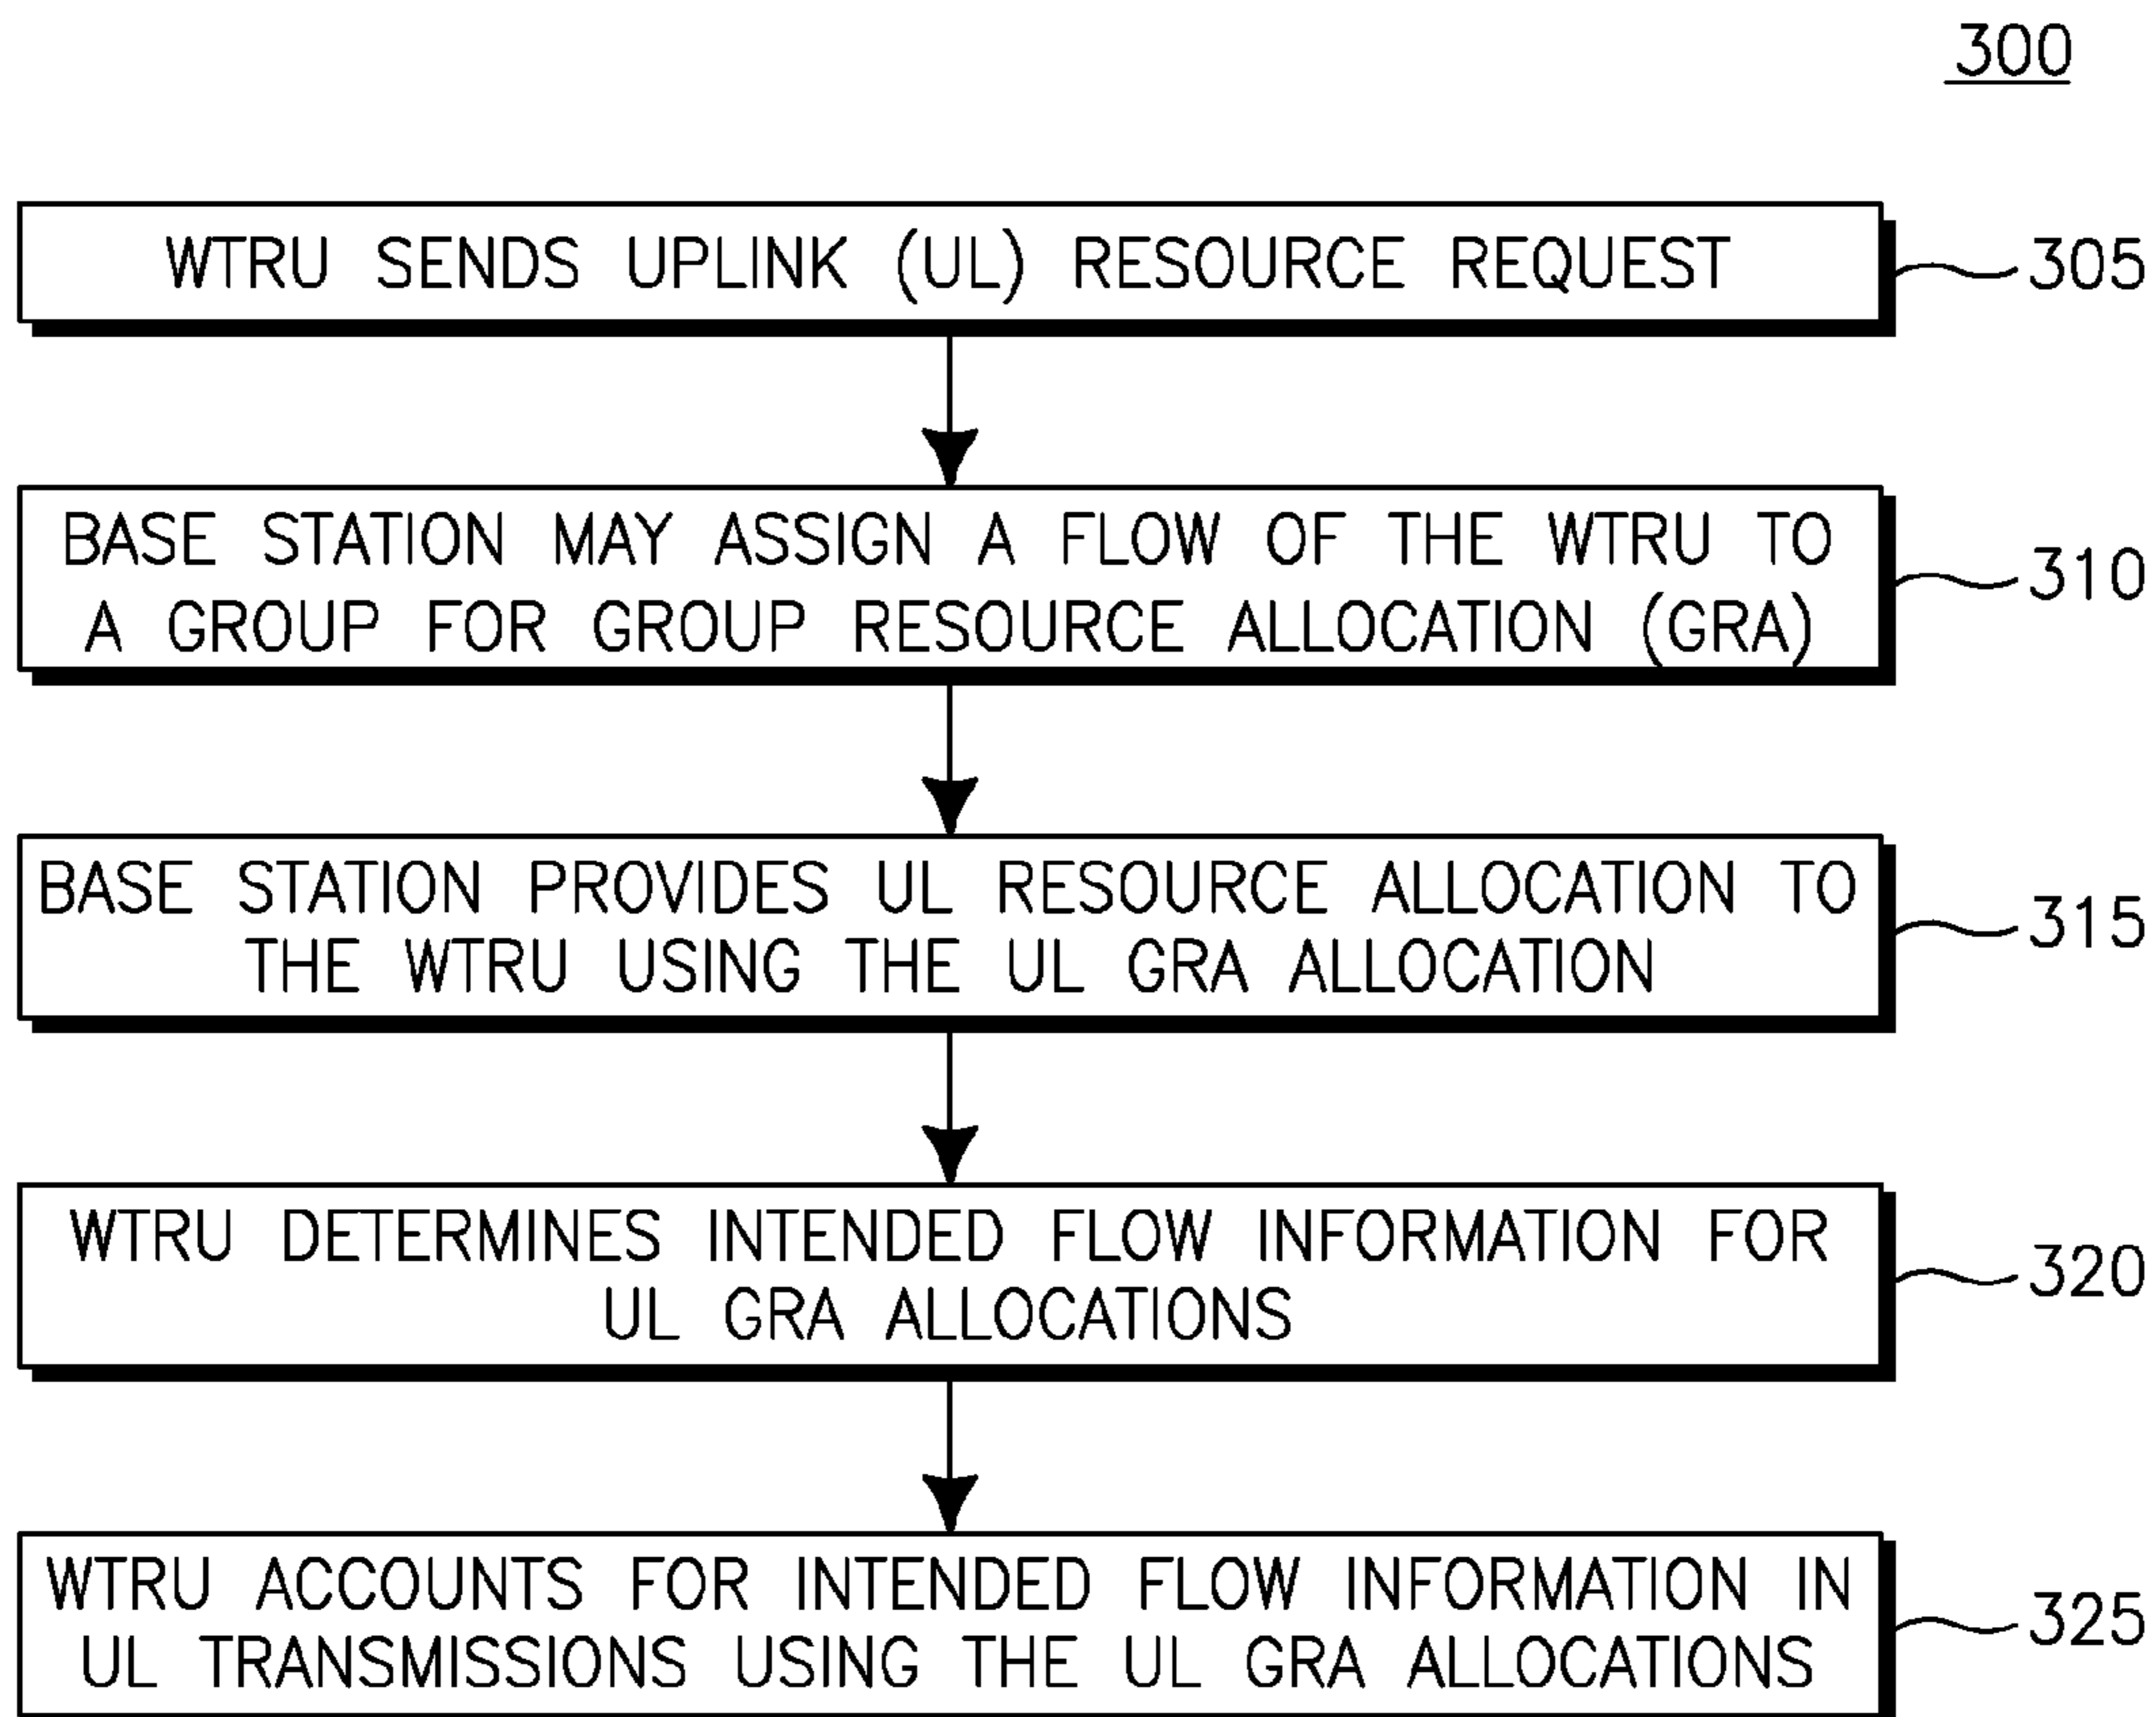 300
WTRU SENDS UPLINK (UL) RESOURCE REQUEST
305
BASE STATION MAY ASSIGN A FLOW OF THE WTRU TO
A GROUP FOR GROUP RESOURCE ALLOCATION (GRA)
310
BASE STATION PROVIDES UL RESOURCE ALLOCATION TO
THE WTRU USING THE UL GRA ALLOCATION
315
WTRU DETERMINES INTENDED FLOW INFORMATION FOR
UL GRA ALLOCATIONS
320
WTRU ACCOUNTS FOR INTENDED FLOW INFORMATION IN
UL TRANSMISSIONS USING THE UL GRA ALLOCATIONS
325